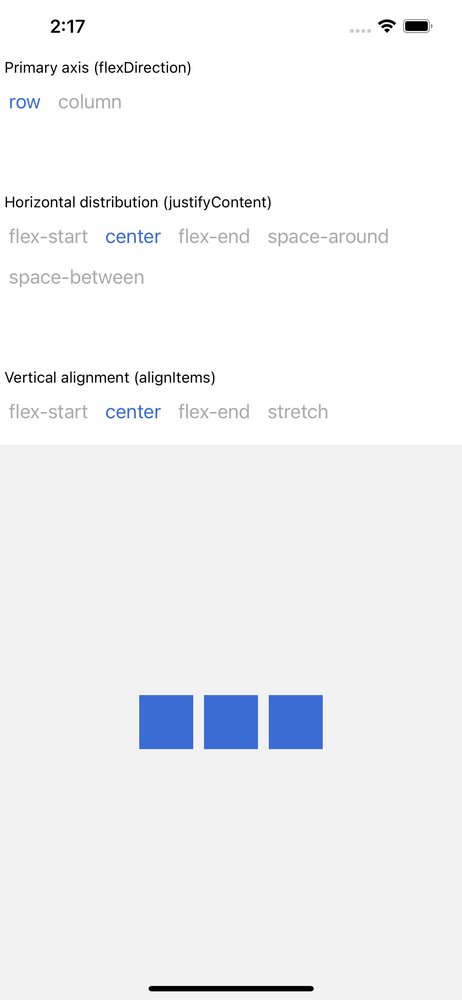 2:17
Primary axis (flexDirection)
row column
Horizontal distribution (justifyContent)
flex-start center flex-end space-around
space-between
Vertical alignment (alignItems)
flex-start center flex-end stretch